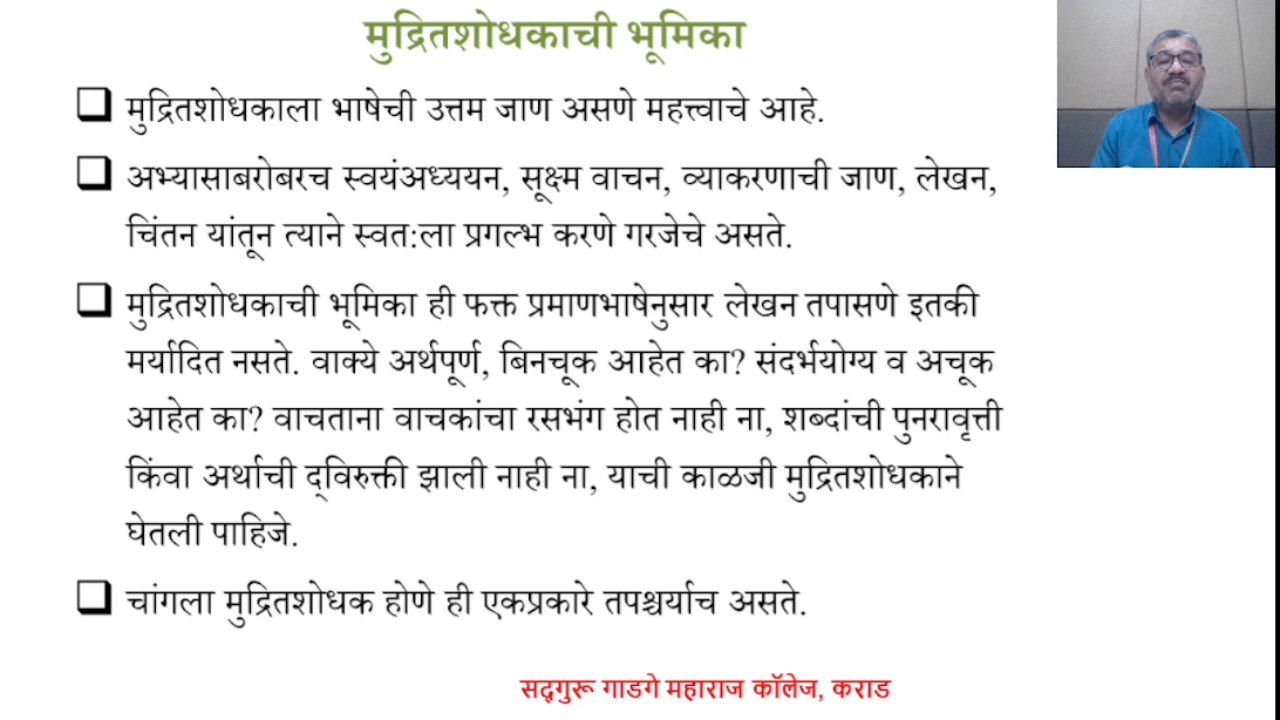 मुद्रितशोधकाची भूमिका
मुद्रितशोधकाला भाषेची उत्तम जाण असणे महत्त्वाचे आहे.
अभ्यासाबरोबरच स्वयंअध्ययन, सूक्ष्म वाचन, व्याकरणाची जाण, लेखन,
चिंतन यांतून त्याने स्वत:ला प्रगल्भ करणे गरजेचे असते.
मुद्रितशोधकाची भूमिका ही फक्त प्रमाणभाषेनुसार लेखन तपासणे इतकी
मर्यादित नसते. वाक्ये अर्थपूर्ण, बिनचूक आहेत का? संदर्भयोग्य व अचूक
आहेत का? वाचताना वाचकांचा रसभंग होत नाही ना, शब्दांची पुनरावृत्ती
किंवा अर्थाची द्‌विरुक्ती झाली नाही ना, याची काळजी मुद्रितशोधकाने
घेतली पाहिजे.
चांगला मुद्रितशोधक होणे ही एकप्रकारे तपश्चर्याच असते.
सद्‌गुरू गाडगे महाराज कॉलेज, कराड